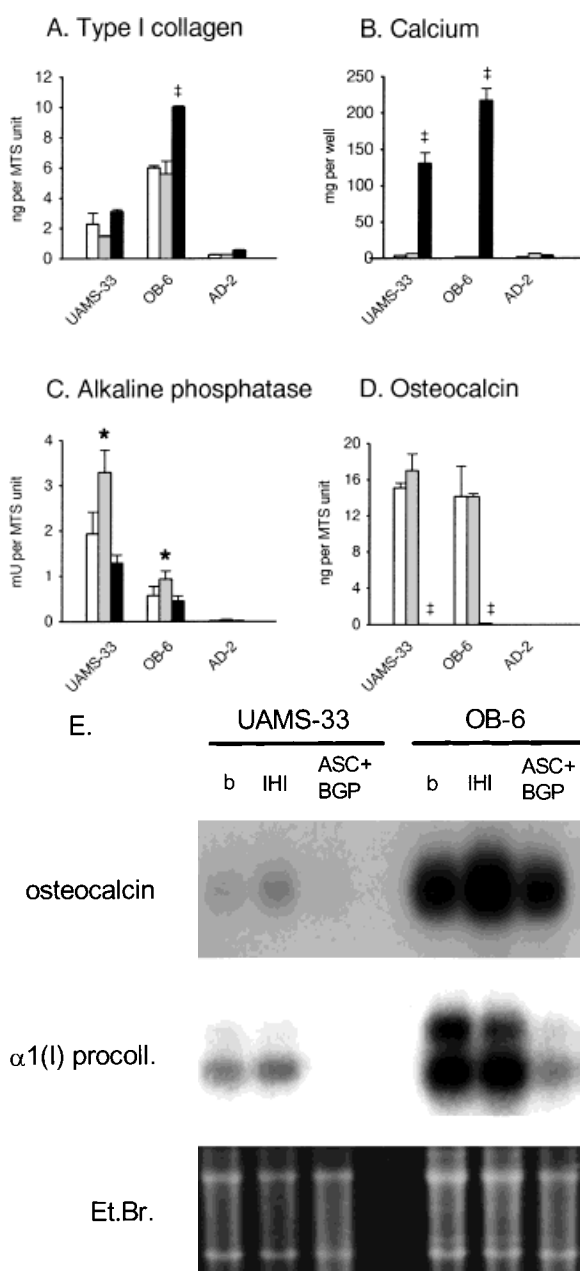 A. Type I collagen
ng per MTS unit
12
10
8
6
4
2
0
‡
UAMS-33
OB-6
AD-2
B. Calcium
mg per well
250
200
150
100
50
0
‡
‡
UAMS-33
OB-6
AD-2
C. Alkaline phosphatase
mU per MTS unit
4
3
2
1
0
*
*
UAMS-33
OB-6
AD-2
D. Osteocalcin
ng per MTS unit
20
16
12
8
4
0
‡
‡
UAMS-33
OB-6
AD-2
E.
UAMS-33 OB-6
b IHI ASC+ BGP b IHI ASC+ BGP
osteocalcin
α1(I) procoll.
Et.Br.